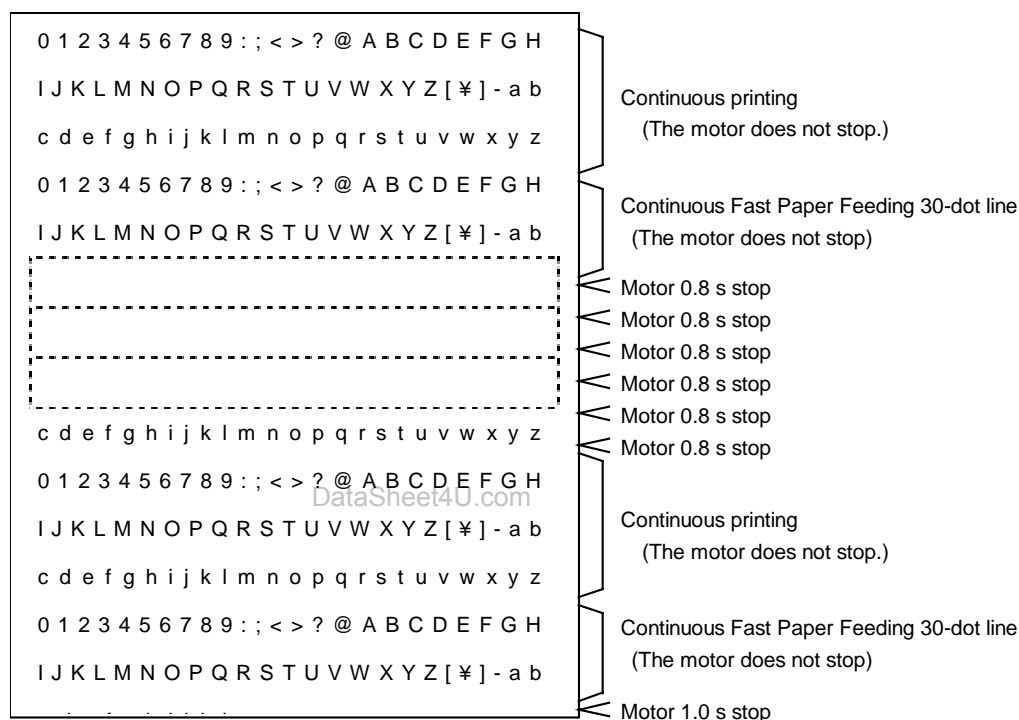 0 1 2 3 4 5 6 7 8 9 : ; < > ? @ A B C D E F G H
I J K L M N O P Q R S T U V W X Y Z [ ¥ ] - a b
c d e f g h i j k l m n o p q r s t u v w x y z
0 1 2 3 4 5 6 7 8 9 : ; < > ? @ A B C D E F G H
I J K L M N O P Q R S T U V W X Y Z [ ¥ ] - a b
c d e f g h i j k l m n o p q r s t u v w x y z
0 1 2 3 4 5 6 7 8 9 : ; < > ? @ A B C D E F G H
DataSheet4U.com
I J K L M N O P Q R S T U V W X Y Z [ ¥ ] - a b
c d e f g h i j k l m n o p q r s t u v w x y z
0 1 2 3 4 5 6 7 8 9 : ; < > ? @ A B C D E F G H
I J K L M N O P Q R S T U V W X Y Z [ ¥ ] - a b
Continuous printing
(The motor does not stop.)
Continuous Fast Paper Feeding 30-dot line
(The motor does not stop)
Motor 0.8 s stop
Motor 0.8 s stop
Motor 0.8 s stop
Motor 0.8 s stop
Motor 0.8 s stop
Motor 0.8 s stop
Continuous printing
(The motor does not stop.)
Continuous Fast Paper Feeding 30-dot line
(The motor does not stop)
Motor 1.0 s stop